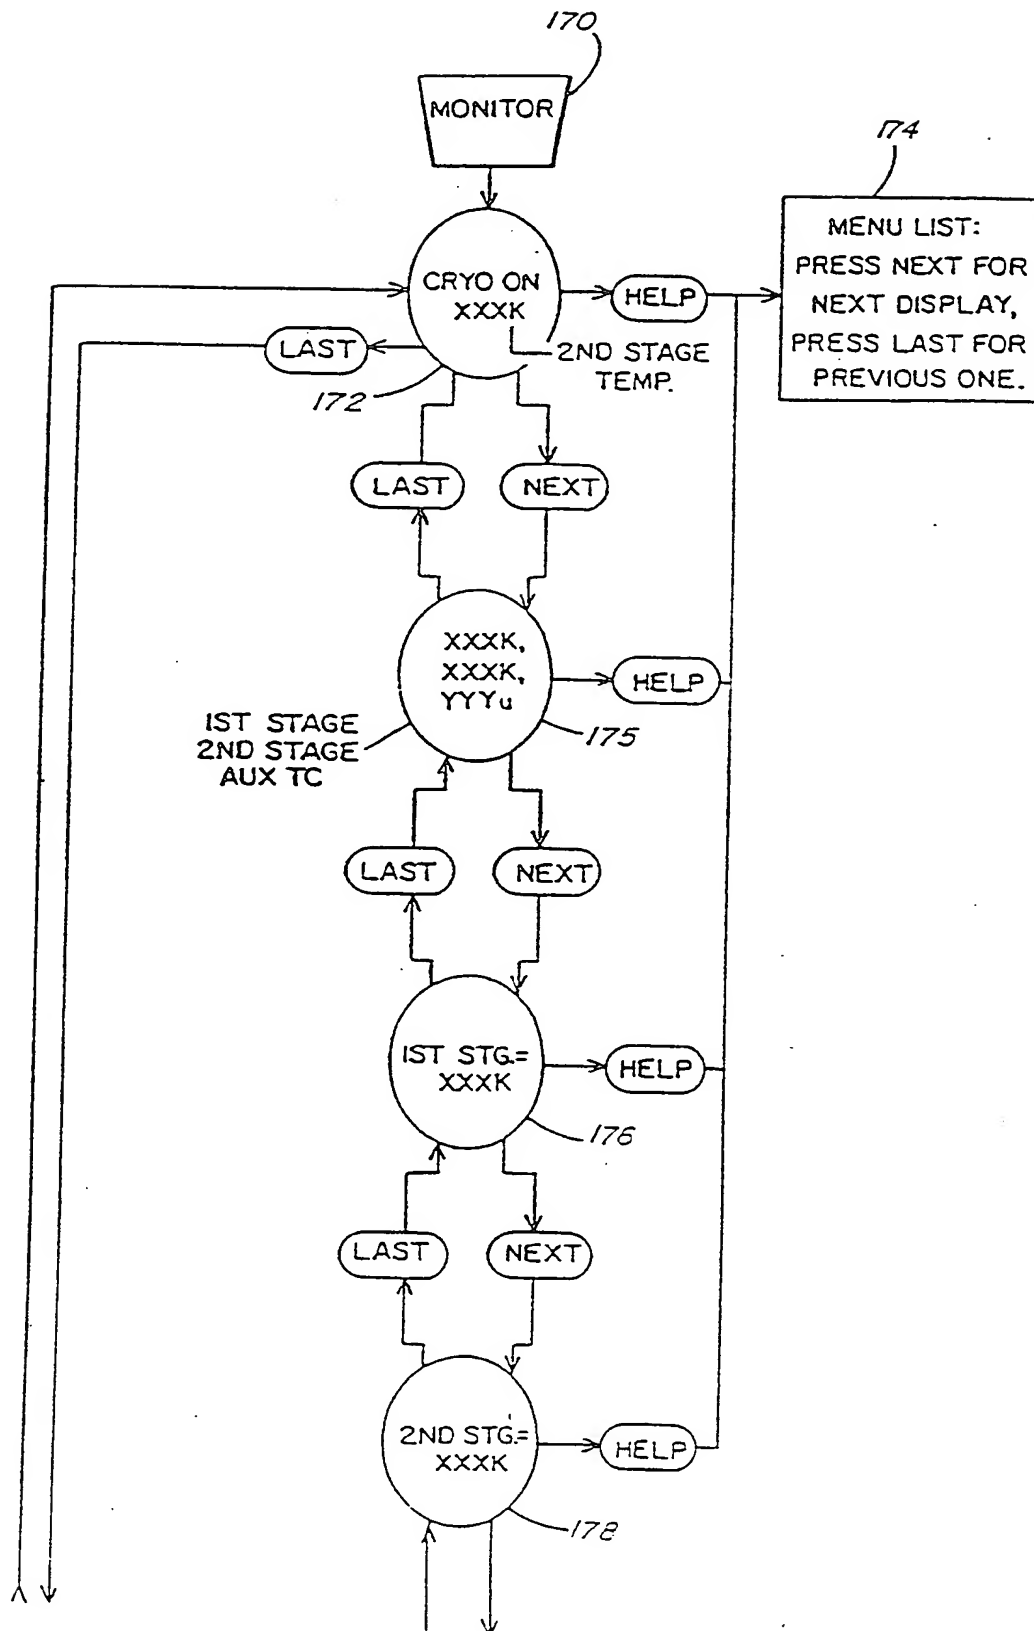 170
MONITOR
174
MENU LIST:
PRESS NEXT FOR
NEXT DISPLAY,
PRESS LAST FOR
PREVIOUS ONE.
CRYO ON
XXXK
HELP
LAST
2ND STAGE
TEMP.
172
LAST
NEXT
XXXK,
XXXK,
YYYu
HELP
175
1ST STAGE
2ND STAGE
AUX TC
LAST
NEXT
1ST STG.=
XXXK
HELP
176
LAST
NEXT
2ND STG.=
XXXK
HELP
178